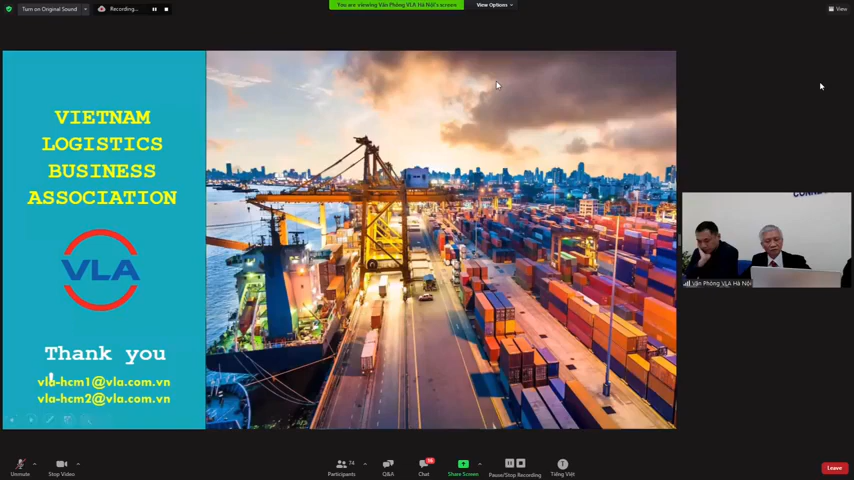 Turn on Original Sound
Recording...
You are viewing Văn Phòng VLA Hà Nội's screen
View Options
View
VIETNAM
LOGISTICS
BUSINESS
ASSOCIATION
VLA
Thank you
!
vla-hcm1@vla.com.vn
vla-hcm2@vla.com.vn
Văn Phòng VLA Hà Nội
Unmute
Stop Video
Participants
74
Q&A
Chat
Share Screen
Pause/Stop Recording
Tiếng Việt
Leave